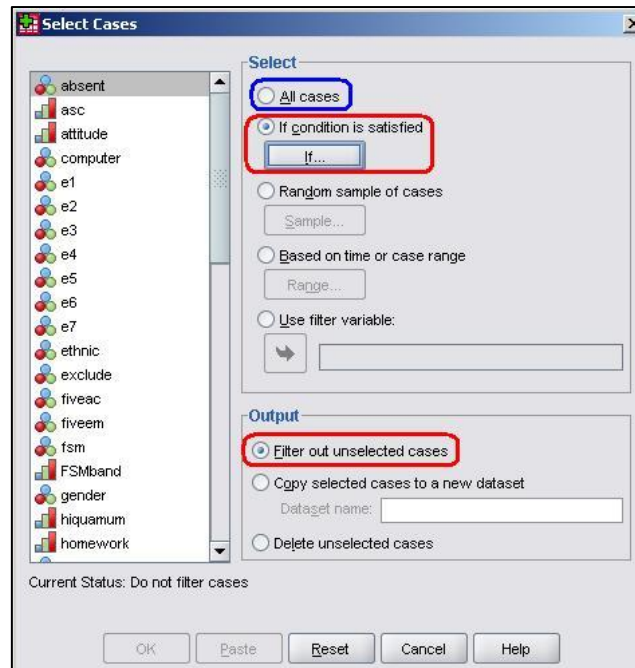 Select Cases
absent
asc
attitude
computer
e1
e2
e3
e4
e5
e6
e7
ethnic
exclude
fiveac
fiveem
fsm
FSMband
gender
hiquamum
homework
Select
All cases
If condition is satisfied
If...
Random sample of cases
Sample...
Based on time or case range
Range...
Use filter variable:
Output
Filter out unselected cases
Copy selected cases to a new dataset
Dataset name:
Delete unselected cases
Current Status: Do not filter cases
OK Paste Reset Cancel Help